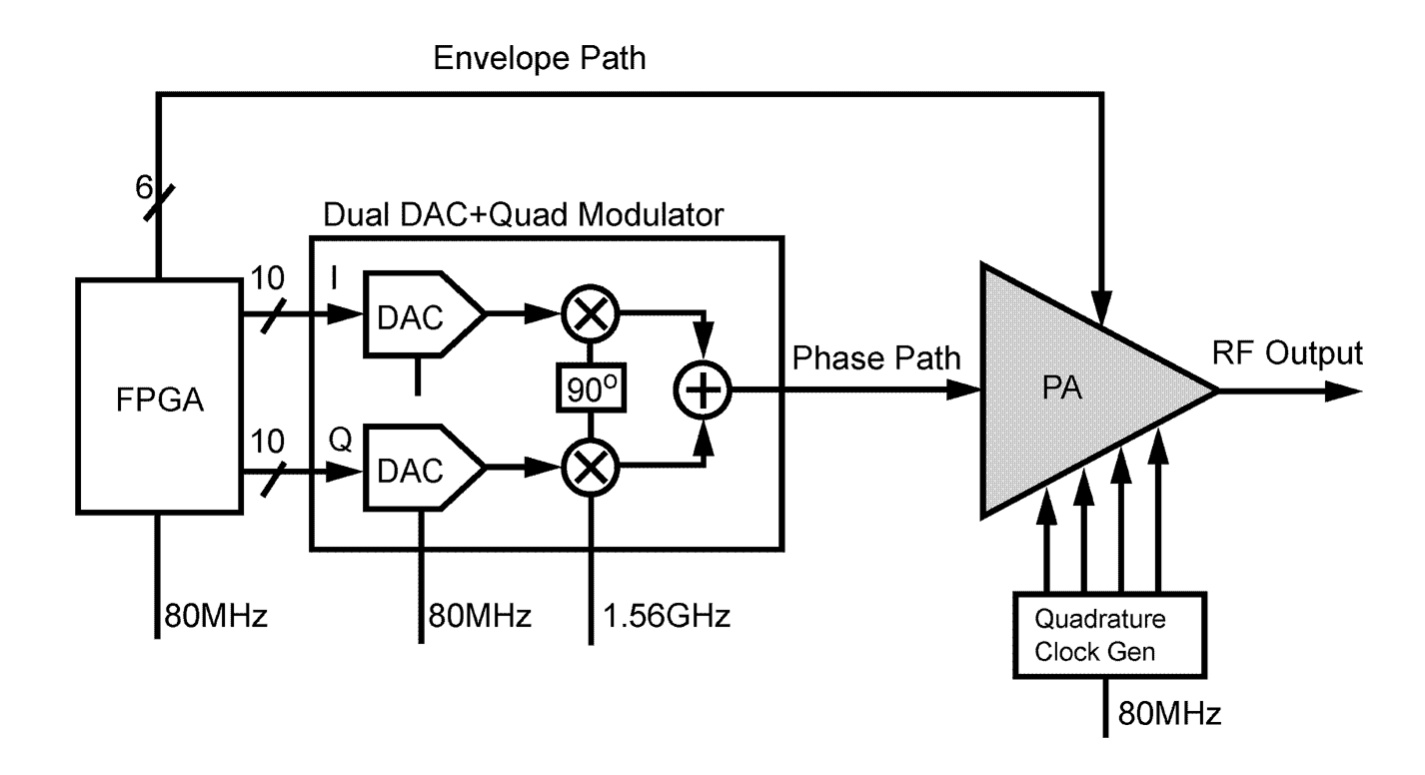 Envelope Path
6
Dual DAC+Quad Modulator
10
I
DAC
FPGA
90°
Phase Path
PA
RF Output
10
Q
DAC
80MHz
80MHz
1.56GHz
Quadrature
Clock Gen
80MHz